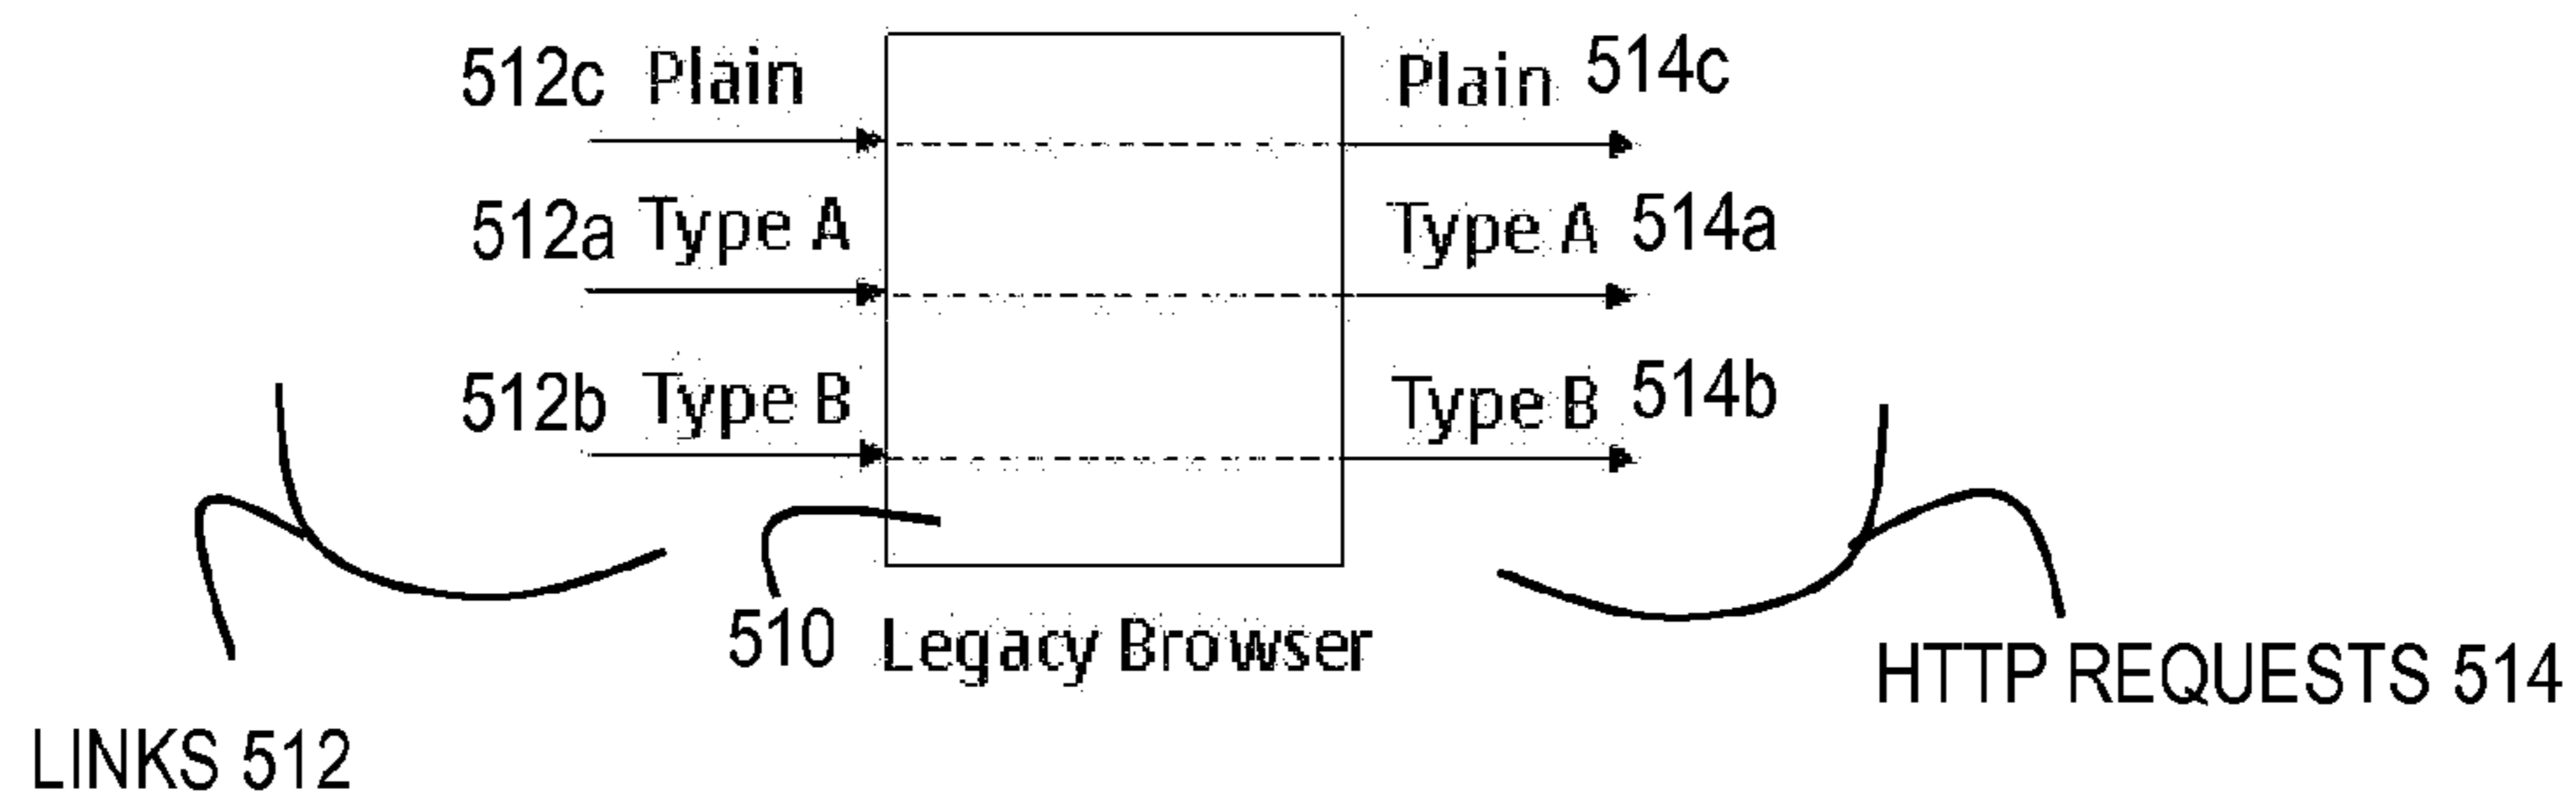 512c Plain Plain 514c
512a Type A Type A 514a
512b Type B Type B 514b
510 Legacy Browser
HTTP REQUESTS 514
LINKS 512